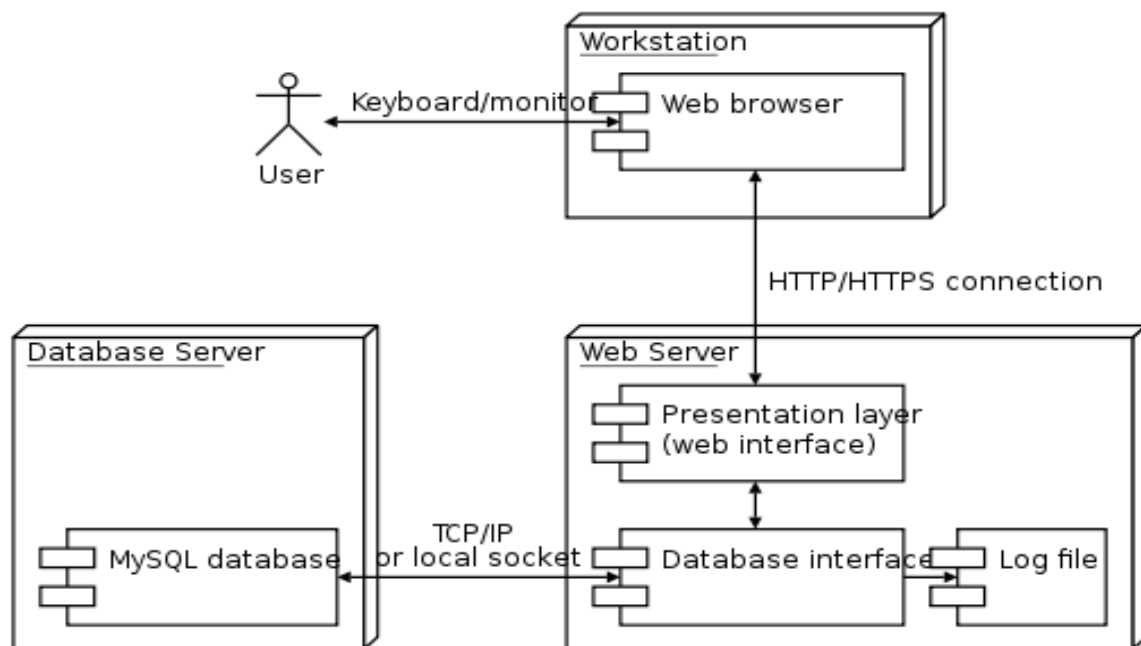 Workstation
Keyboard/monitor
Web browser
User
HTTP/HTTPS connection
Database Server
Web Server
Presentation layer
(web interface)
TCP/IP
or local socket
MySQL database
Database interface
Log file